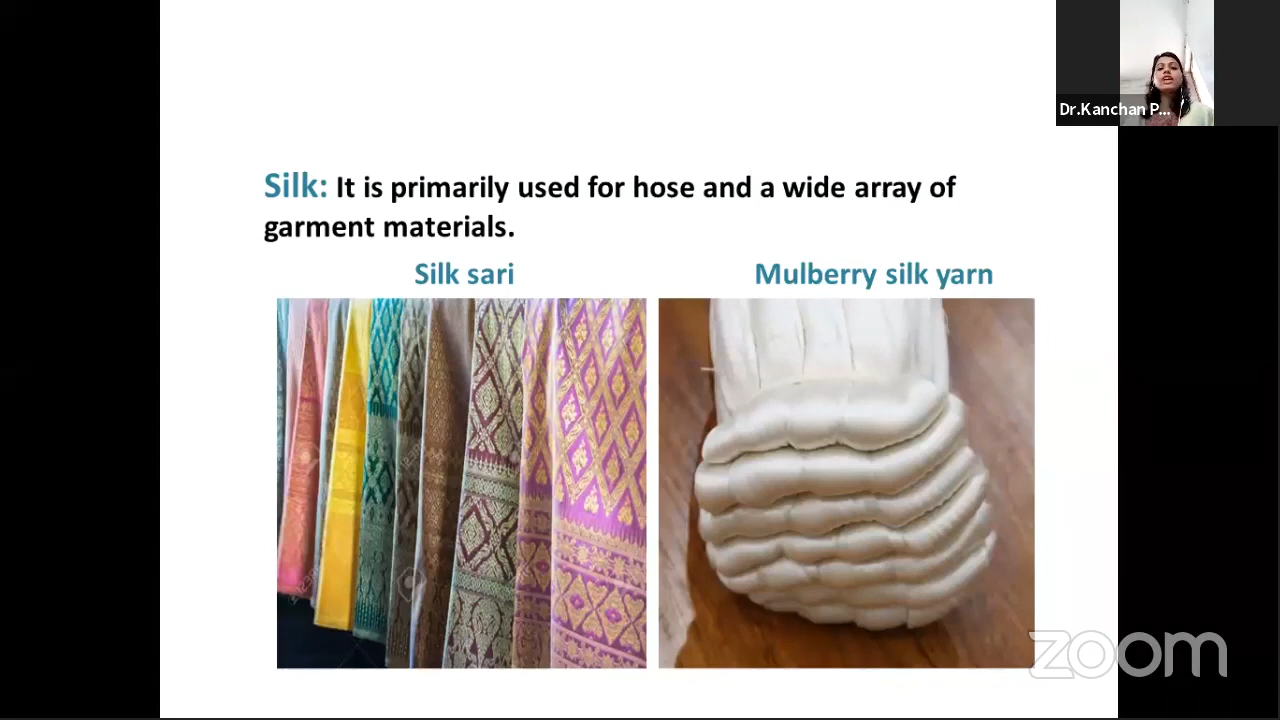 Dr.Kanchan P...
Silk: It is primarily used for hose and a wide array of
garment materials.
Silk sari
Mulberry silk yarn
zoom